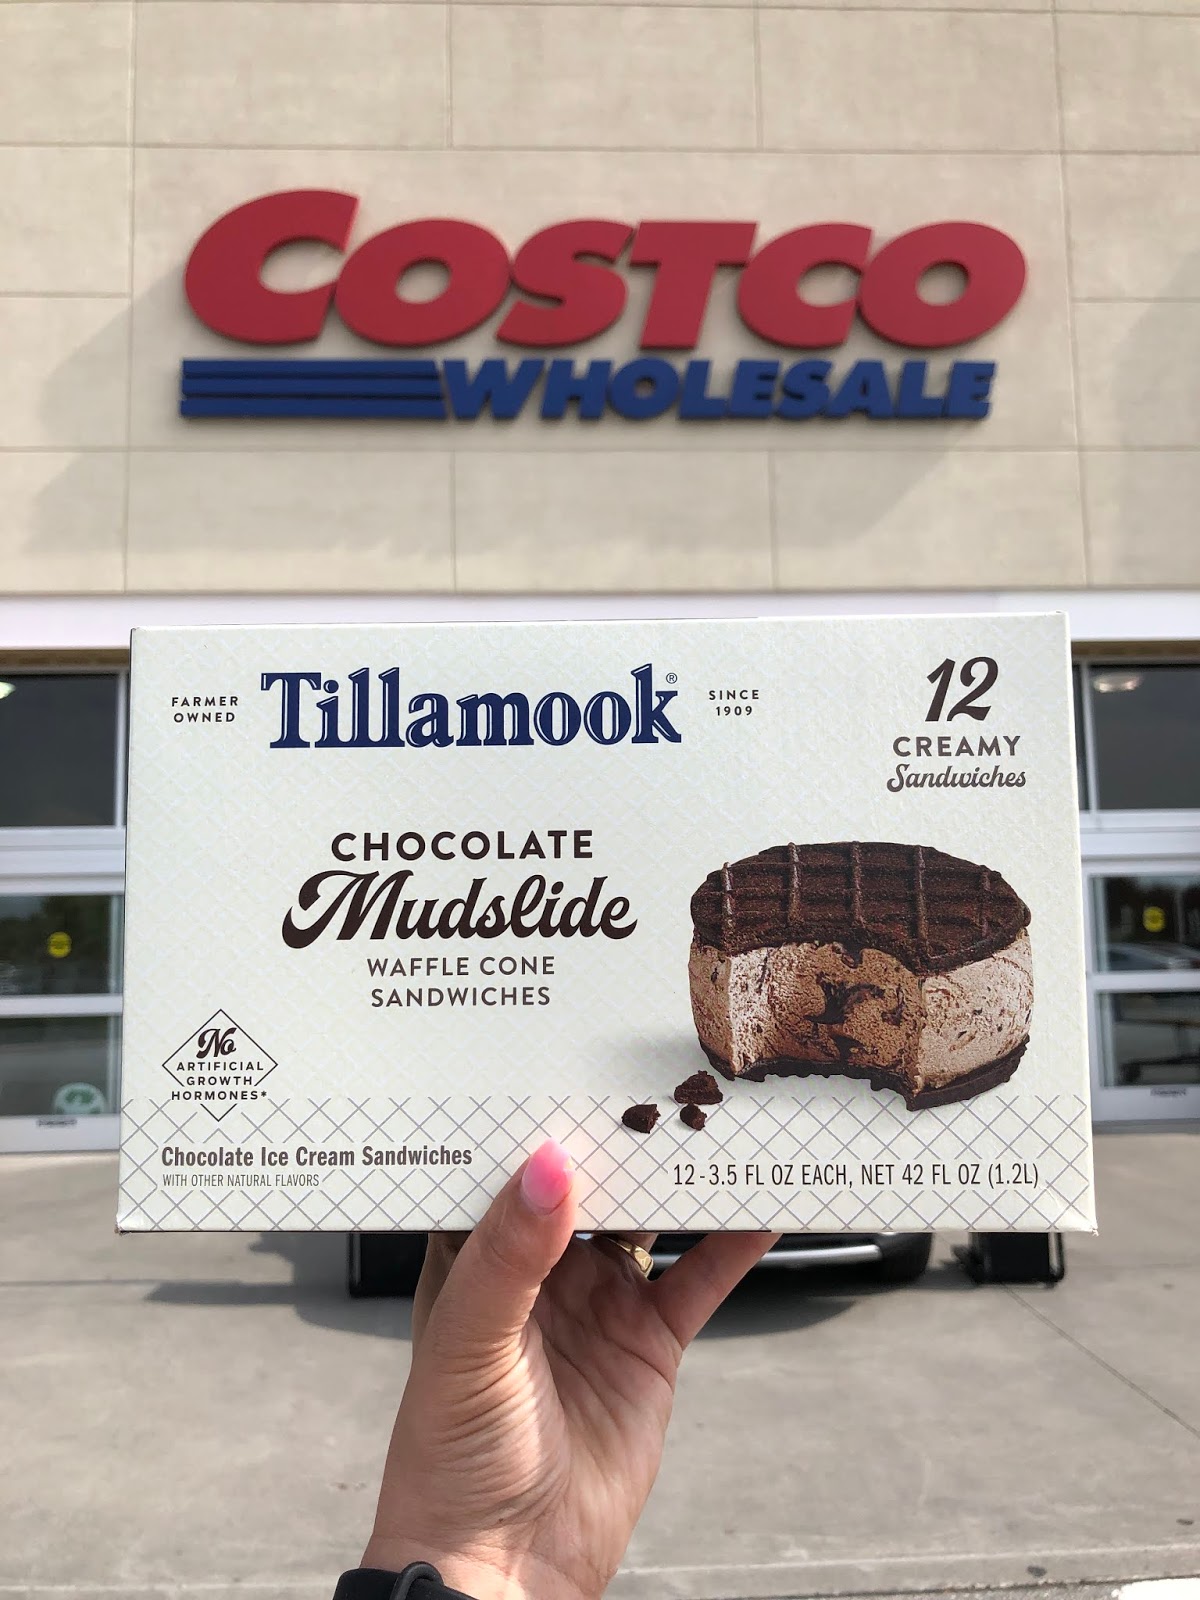 COSTCO
WHOLESALE
FARMER
OWNED
Tillamook®
SINCE
1909
12
CREAMY
Sandwiches
CHOCOLATE
Mudslide
WAFFLE CONE
SANDWICHES
No
ARTIFICIAL
GROWTH
HORMONES*
Chocolate Ice Cream Sandwiches
WITH OTHER NATURAL FLAVORS
12-3.5 FL OZ EACH, NET 42 FL OZ (1.2L)